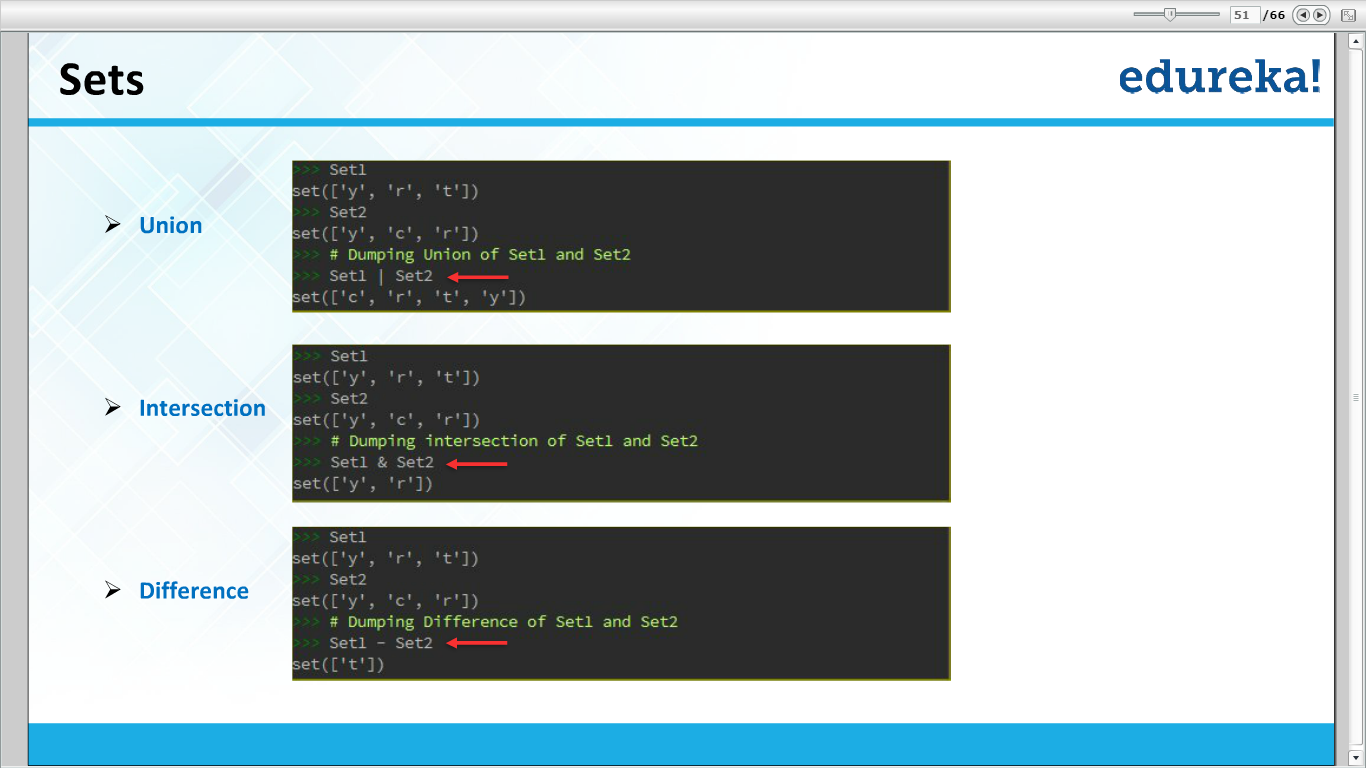 51 /66
Sets
edureka!
Union
>>> Set1
set(['y', 'r', 't'])
>>> Set2
set(['y', 'c', 'r'])
>>> # Dumping Union of Set1 and Set2
>>> Set1 | Set2
set(['c', 'r', 't', 'y'])
Intersection
>>> Set1
set(['y', 'r', 't'])
>>> Set2
set(['y', 'c', 'r'])
>>> # Dumping intersection of Set1 and Set2
>>> Set1 & Set2
set(['y', 'r'])
Difference
>>> Set1
set(['y', 'r', 't'])
>>> Set2
set(['y', 'c', 'r'])
>>> # Dumping Difference of Set1 and Set2
>>> Set1 - Set2
set(['t'])